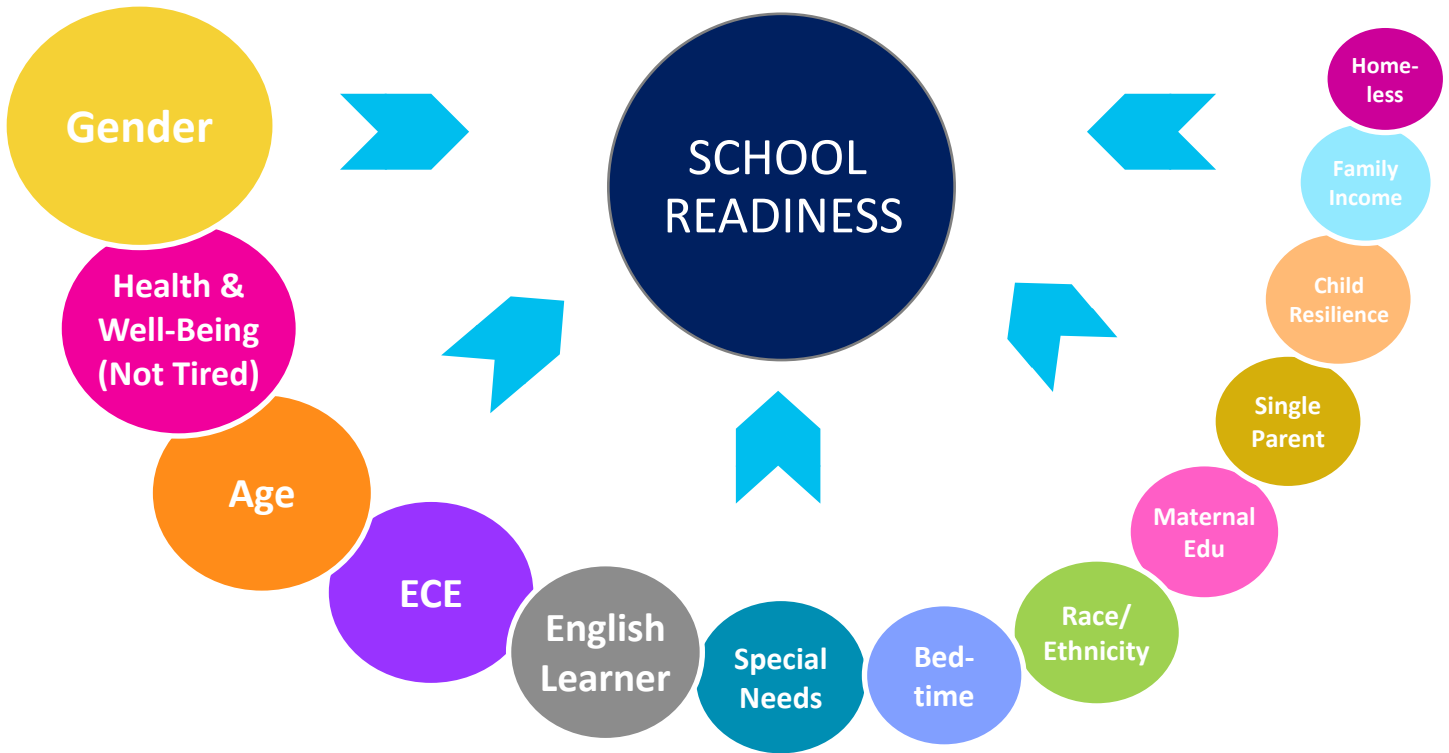 SCHOOL
READINESS
Gender
Health &
Well-Being
(Not Tired)
Age
ECE
English
Learner
Special
Needs
Bed-
time
Race/
Ethnicity
Maternal
Edu
Single
Parent
Child
Resilience
Family
Income
Home-
less